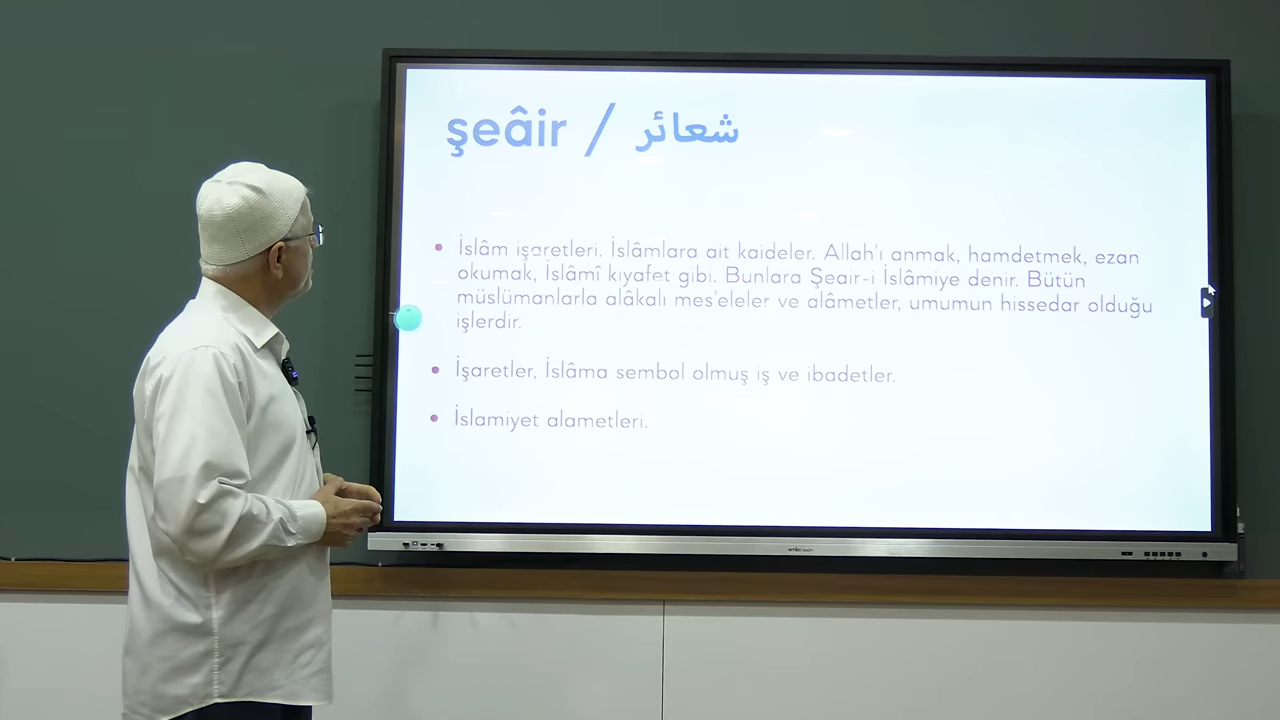 şeâir / شعائر
• İslâm işaretleri. İslâmlara ait kaideler. Allah'ı anmak, hamdetmek, ezan
okumak, İslâmî kıyafet gibi. Bunlara Şeair-i İslâmiye denir. Bütün
müslümanlarla alâkalı mes'eleler ve alâmetler, umumun hissedar olduğu
işlerdir.
• İşaretler, İslâma sembol olmuş iş ve ibadetler.
• İslamiyet alametleri.